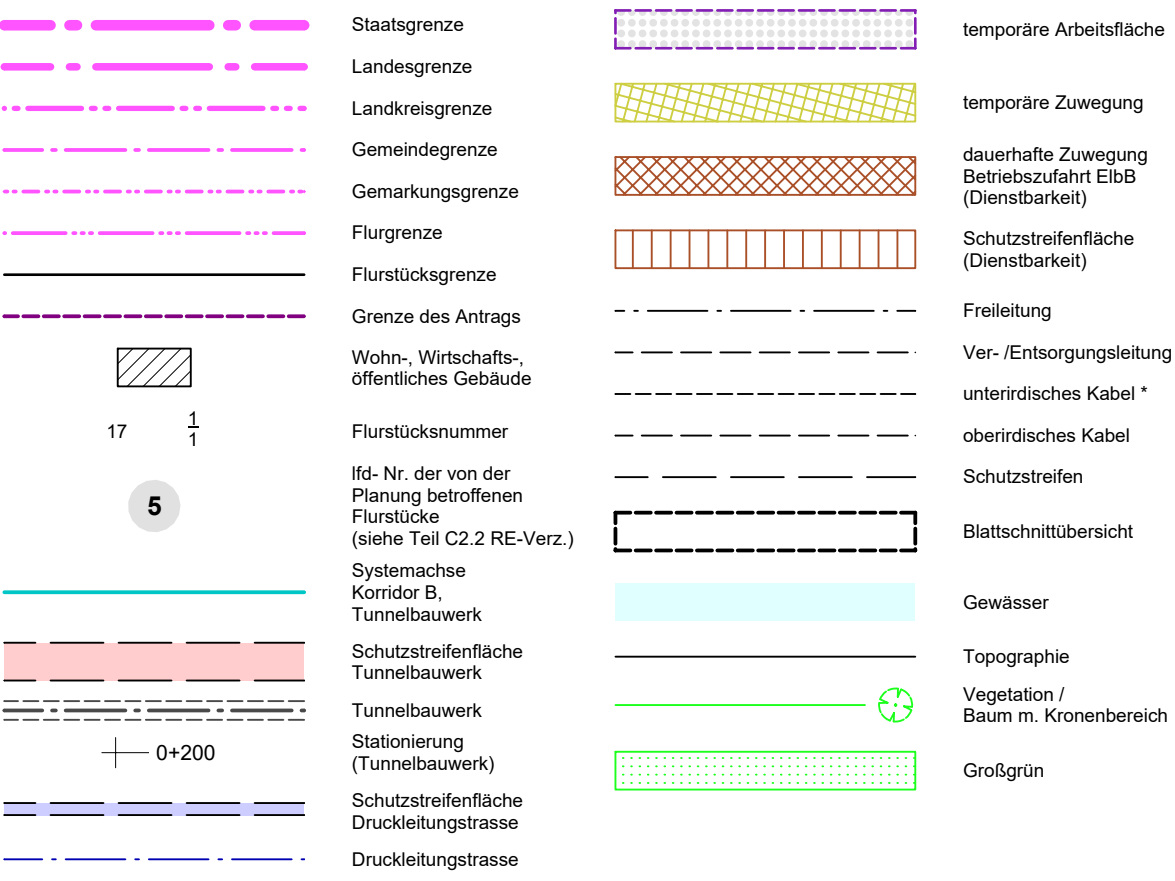 Staatsgrenze
Landesgrenze
Landkreisgrenze
Gemeindegrenze
Gemarkungsgrenze
Flurgrenze
Flurstücksgrenze
Grenze des Antrags
Wohn-, Wirtschafts-,
öffentliches Gebäude
17
1
1
Flurstücksnummer
5
lfd- Nr. der von der
Planung betroffenen
Flurstücke
(siehe Teil C2.2 RE-Verz.)
Systemachse
Korridor B,
Tunnelbauwerk
Schutzstreifenfläche
Tunnelbauwerk
Tunnelbauwerk
0+200
Stationierung
(Tunnelbauwerk)
Schutzstreifenfläche
Druckleitungstrasse
Druckleitungstrasse
temporäre Arbeitsfläche
temporäre Zuwegung
dauerhafte Zuwegung
Betriebszufahrt ElbB
(Dienstbarkeit)
Schutzstreifenfläche
(Dienstbarkeit)
Freileitung
Ver- /Entsorgungsleitung
unterirdisches Kabel *
oberirdisches Kabel
Schutzstreifen
Blattschnittübersicht
Gewässer
Topographie
Vegetation /
Baum m. Kronenbereich
Großgrün